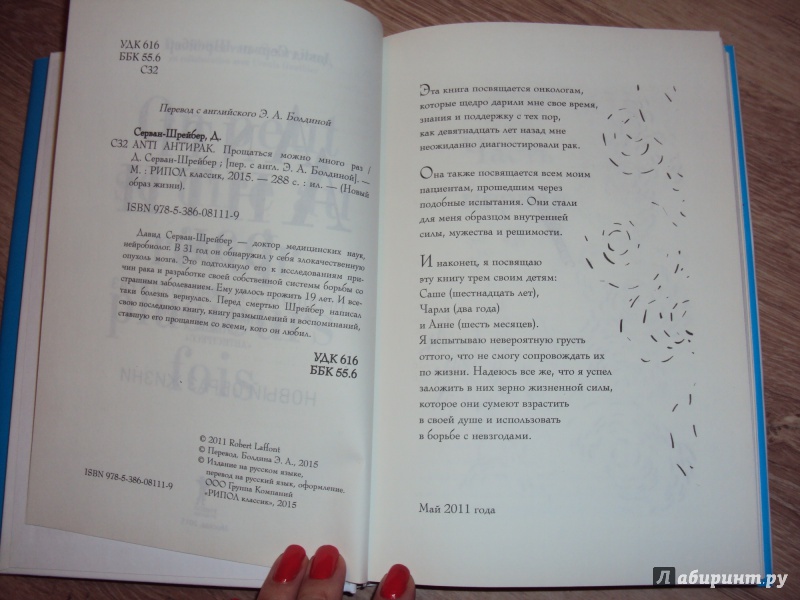 УДК 616
ББК 55.6
С32
Перевод с английского Э. А. Болдиной
Серван-Шрейбер, Д.
С32 ANTI АНТИРАК. Прощаться можно много раз /
Д. Серван-Шрейбер ; [пер. с англ. Э. А. Болдиной]. —
М. : РИПОЛ классик, 2015. — 288 с. : ил. — (Новый
образ жизни).
ISBN 978-5-386-08111-9
Давид Серван-Шрейбер — доктор медицинских наук,
нейробиолог. В 31 год он обнаружил у себя злокачественную
опухоль мозга. Это подтолкнуло его к исследованиям при-
чин рака и разработке своей собственной системы борьбы со
страшным заболеванием. Ему удалось прожить 19 лет. И все-
таки болезнь вернулась. Перед смертью Шрейбер написал
свою последнюю книгу, книгу размышлений и воспоминаний,
ставшую его прощанием со всеми, кого он любил.
УДК 616
ББК 55.6
© 2011 Robert Laffont
© Перевод. Болдина Э. А., 2015
© Издание на русском языке,
перевод на русский язык, оформление.
ООО Группа Компаний
«РИПОЛ классик», 2015
ISBN 978-5-386-08111-9
Эта книга посвящается онкологам,
которые щедро дарили мне свое время,
знания и поддержку с тех пор,
как девятнадцать лет назад мне
неожиданно диагностировали рак.
Она также посвящается всем моим
пациентам, прошедшим через
подобные испытания. Они стали
для меня образцом внутренней
силы, мужества и решимости.
И наконец, я посвящаю
эту книгу трем своим детям:
Саше (шестнадцать лет),
Чарли (два года)
и Анне (шесть месяцев).
Я испытываю невероятную грусть
оттого, что не смогу сопровождать их
по жизни. Надеюсь все же, что я успел
заложить в них зерно жизненной силы,
которое они сумеют взрастить
в своей душе и использовать
в борьбе с невзгодами.
Май 2011 года
Лабиринт.ру